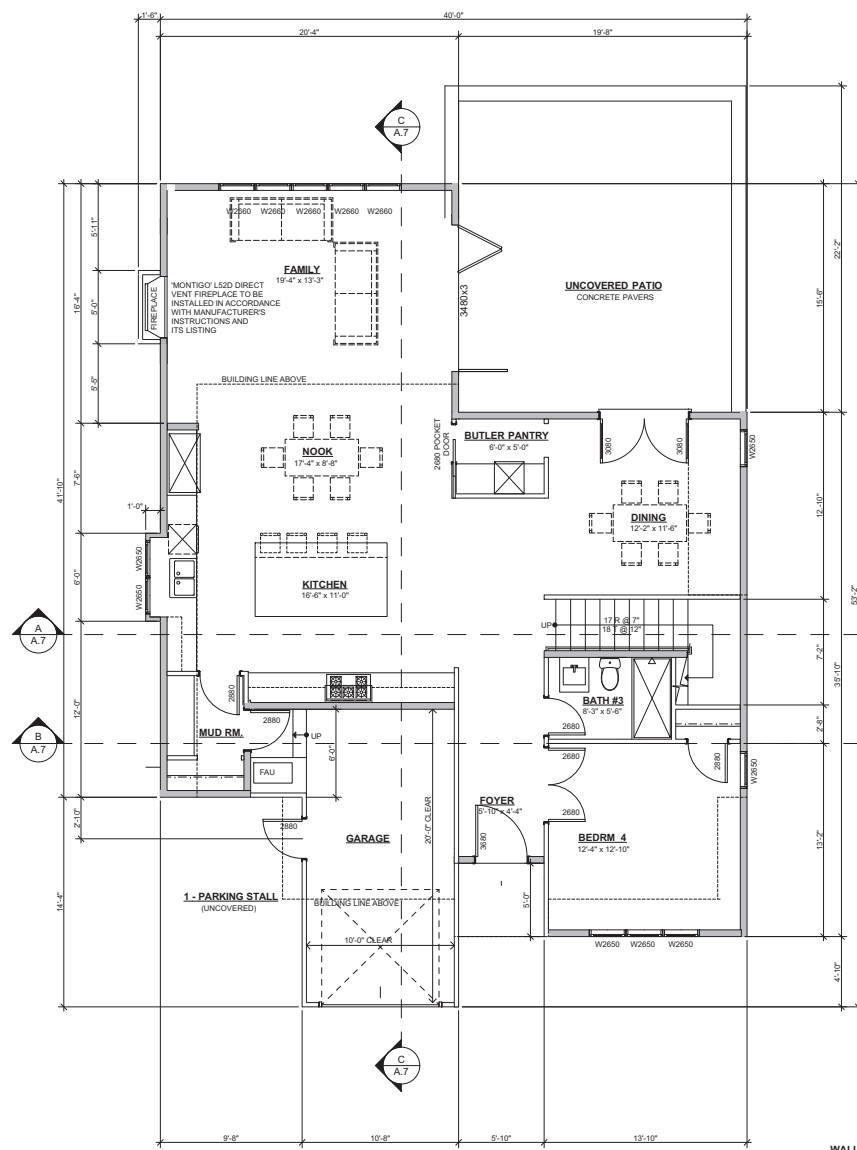 1'-6"
40'-0"
20'-4"
19'-8"
C
A.7
W2660 W2660 W2660 W2660 W2660
5'-11"
FAMILY
19'-4" x 13'-3"
22'-2"
'MONTIGO' L52D DIRECT
VENT FIREPLACE TO BE
INSTALLED IN ACCORDANCE
WITH MANUFACTURER'S
INSTRUCTIONS AND
ITS LISTING
FIREPLACE
16'-4"
5'-0"
3480x3
UNCOVERED PATIO
CONCRETE PAVERS
15'-6"
5'-5"
BUILDING LINE ABOVE
2680 POCKET
DOOR
BUTLER PANTRY
6'-0" x 5'-0"
3080
3080
W2650
NOOK
17'-4" x 8'-8"
41'-10"
7'-6"
1'-0"
DINING
12'-2" x 11'-6"
12'-10"
W2650
W2650
6'-0"
KITCHEN
16'-6" x 11'-0"
53'-2"
A
A.7
UP
17 R @ 7"
18 T @ 12"
7'-2"
35'-10"
2880
BATH #3
8'-3" x 5'-6"
12'-0"
2880
2680
MUD RM.
UP
2'-8"
B
A.7
6'-0"
FAU
2880
W2650
2680
FOYER
5'-10" x 4'-4"
2'-10"
2880
20'-0" CLEAR
3680
GARAGE
BEDRM 4
12'-4" x 12'-10"
13'-2"
1 - PARKING STALL
(UNCOVERED)
14'-4"
BUILDING LINE ABOVE
5'-0"
10'-0" CLEAR
W2650 W2650 W2650
4'-10"
C
A.7
9'-8"
10'-8"
5'-10"
13'-10"
WALL